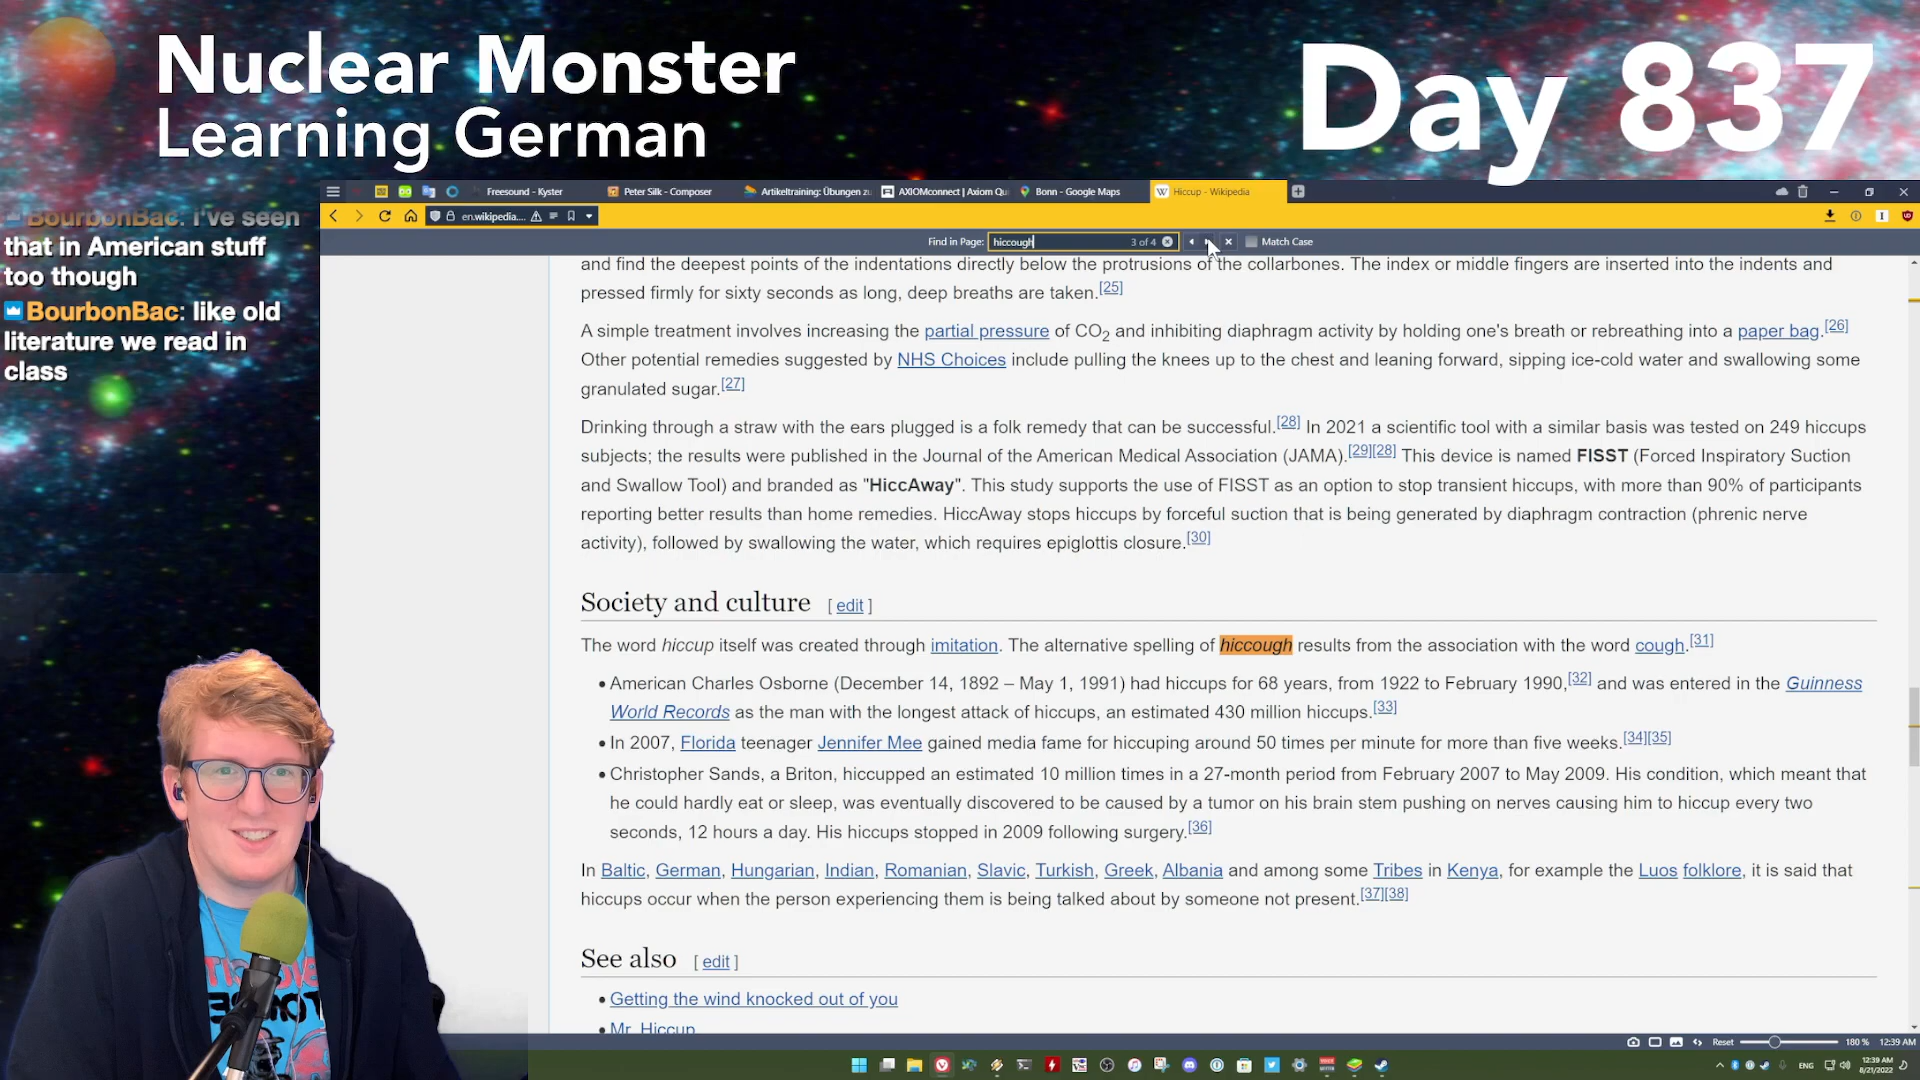 Nuclear Monster
Learning German
Day 837
Freesound - Kyster
Peter Silk - Composer
Artikeltraining: Übungen zu
AXIOMconnect | Axiom Qu
Bonn - Google Maps
Hiccup - Wikipedia
en.wikipedia....
Find in Page:
hiccough
3 of 4
Match Case
BourbonBac: i've seen
that in American stuff
too though
BourbonBac: like old
literature we read in
class
and find the deepest points of the indentations directly below the protrusions of the collarbones. The index or middle fingers are inserted into the indents and
pressed firmly for sixty seconds as long, deep breaths are taken.[25]
A simple treatment involves increasing the partial pressure of CO2 and inhibiting diaphragm activity by holding one's breath or rebreathing into a paper bag.[26]
Other potential remedies suggested by NHS Choices include pulling the knees up to the chest and leaning forward, sipping ice-cold water and swallowing some
granulated sugar.[27]
Drinking through a straw with the ears plugged is a folk remedy that can be successful.[28] In 2021 a scientific tool with a similar basis was tested on 249 hiccups
subjects; the results were published in the Journal of the American Medical Association (JAMA).[29][28] This device is named FISST (Forced Inspiratory Suction
and Swallow Tool) and branded as "HiccAway". This study supports the use of FISST as an option to stop transient hiccups, with more than 90% of participants
reporting better results than home remedies. HiccAway stops hiccups by forceful suction that is being generated by diaphragm contraction (phrenic nerve
activity), followed by swallowing the water, which requires epiglottis closure.[30]
Society and culture [ edit ]
The word hiccup itself was created through imitation. The alternative spelling of hiccough results from the association with the word cough.[31]
• American Charles Osborne (December 14, 1892 – May 1, 1991) had hiccups for 68 years, from 1922 to February 1990,[32] and was entered in the Guinness
World Records as the man with the longest attack of hiccups, an estimated 430 million hiccups.[33]
• In 2007, Florida teenager Jennifer Mee gained media fame for hiccuping around 50 times per minute for more than five weeks.[34][35]
• Christopher Sands, a Briton, hiccupped an estimated 10 million times in a 27-month period from February 2007 to May 2009. His condition, which meant that
he could hardly eat or sleep, was eventually discovered to be caused by a tumor on his brain stem pushing on nerves causing him to hiccup every two
seconds, 12 hours a day. His hiccups stopped in 2009 following surgery.[36]
In Baltic, German, Hungarian, Indian, Romanian, Slavic, Turkish, Greek, Albania and among some Tribes in Kenya, for example the Luos folklore, it is said that
hiccups occur when the person experiencing them is being talked about by someone not present.[37][38]
See also [ edit ]
• Getting the wind knocked out of you
• Mr. Hiccup
Reset
180 %
12:39 AM
ENG
12:39 AM
8/21/2022